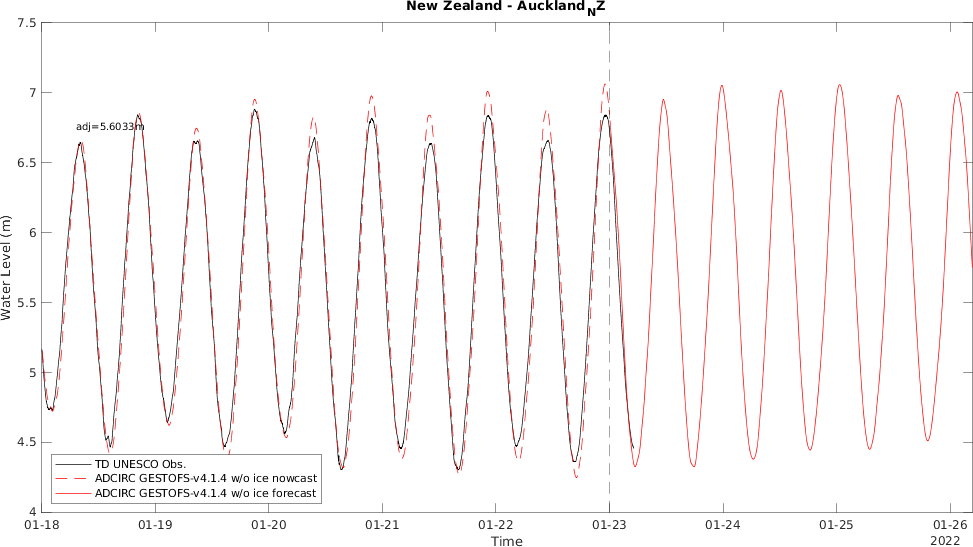 New Zealand - Auckland_NZ
7.5
7
6.5
6
5.5
5
4.5
4
Water Level (m)
adj=5.6033m
TD UNESCO Obs.
ADCIRC GESTOFS-v4.1.4 w/o ice nowcast
ADCIRC GESTOFS-v4.1.4 w/o ice forecast
01-18 01-19 01-20 01-21 01-22 01-23 01-24 01-25 01-26
Time
2022